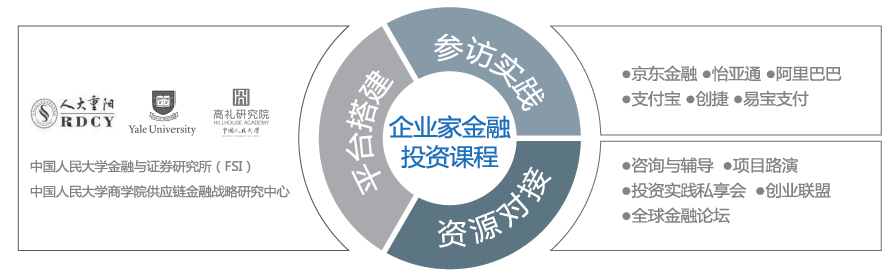 人大重阳
RDCY
Yale University
高礼研究院
HILLHOUSE ACADEMY
中国人民大学
中国人民大学金融与证券研究所（FSI）
中国人民大学商学院供应链金融战略研究中心
平台搭建
参访实践
资源对接
企业家金融
投资课程
●京东金融 ●怡亚通 ●阿里巴巴
●支付宝 ●创捷 ●易宝支付
●咨询与辅导 ●项目路演
●投资实践私享会 ●创业联盟
●全球金融论坛